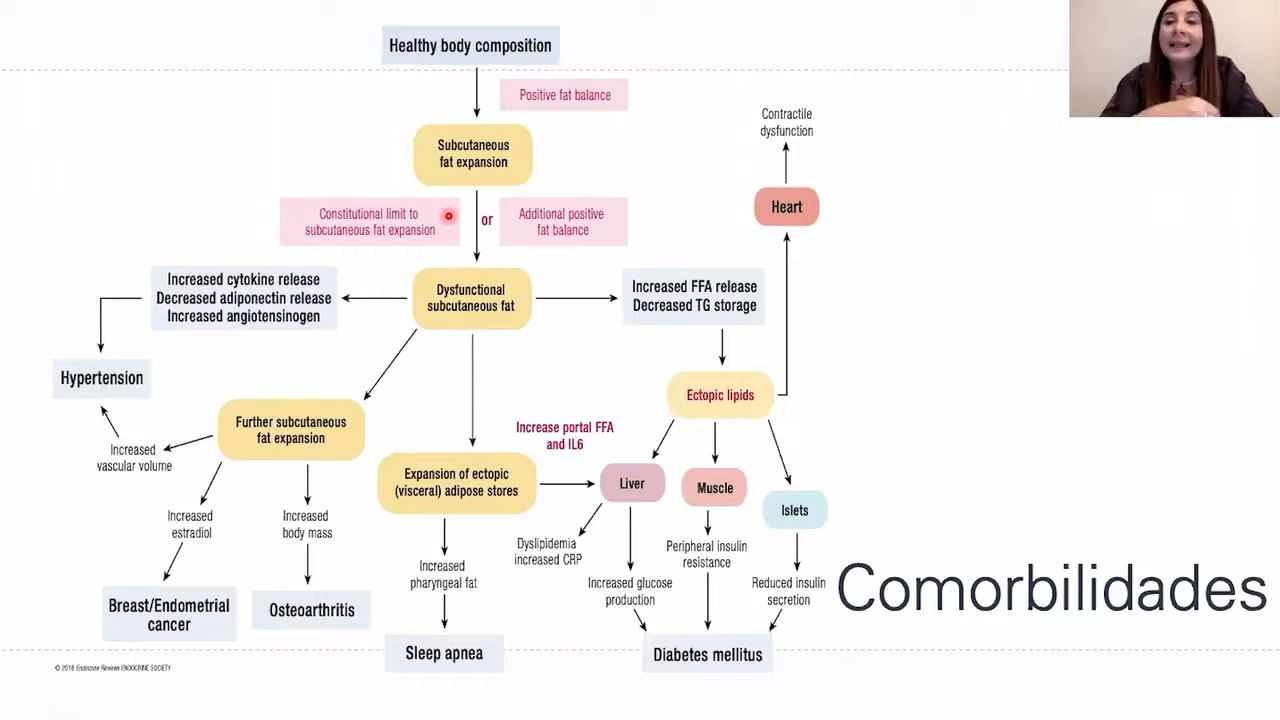 Healthy body composition
Positive fat balance
Contractile
dysfunction
Subcutaneous
fat expansion
Heart
Constitutional limit to
subcutaneous fat expansion
or
Additional positive
fat balance
Increased cytokine release
Decreased adiponectin release
Increased angiotensinogen
Dysfunctional
subcutaneous fat
Increased FFA release
Decreased TG storage
Hypertension
Ectopic lipids
Further subcutaneous
fat expansion
Increase portal FFA
and IL6
Increased
vascular volume
Expansion of ectopic
(visceral) adipose stores
Liver
Muscle
Islets
Increased
estradiol
Increased
body mass
Dyslipidemia
increased CRP
Peripheral insulin
resistance
Increased
pharyngeal fat
Increased glucose
production
Reduced insulin
secretion
Comorbilidades
Breast/Endometrial
cancer
Osteoarthritis
Sleep apnea
Diabetes mellitus
© 2018 Endocrine Reviews ENDOCRINE SOCIETY